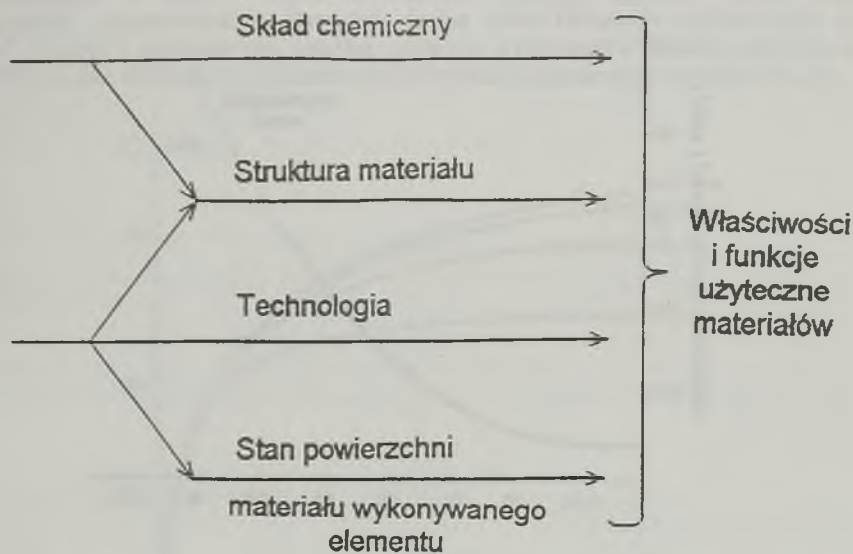 Skład chemiczny
Struktura materiału
Technologia
Stan powierzchni
materiału wykonywanego
elementu
Właściwości
i funkcje
użyteczne
materiałów